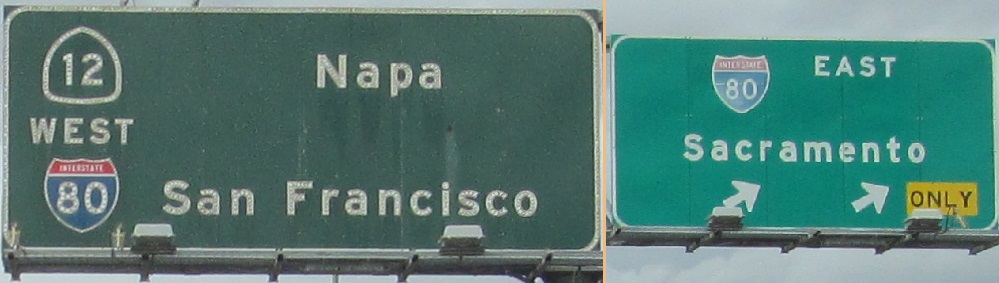 12 Napa
WEST
INTERSTATE
80 San Francisco
INTERSTATE
80 EAST
Sacramento
ONLY